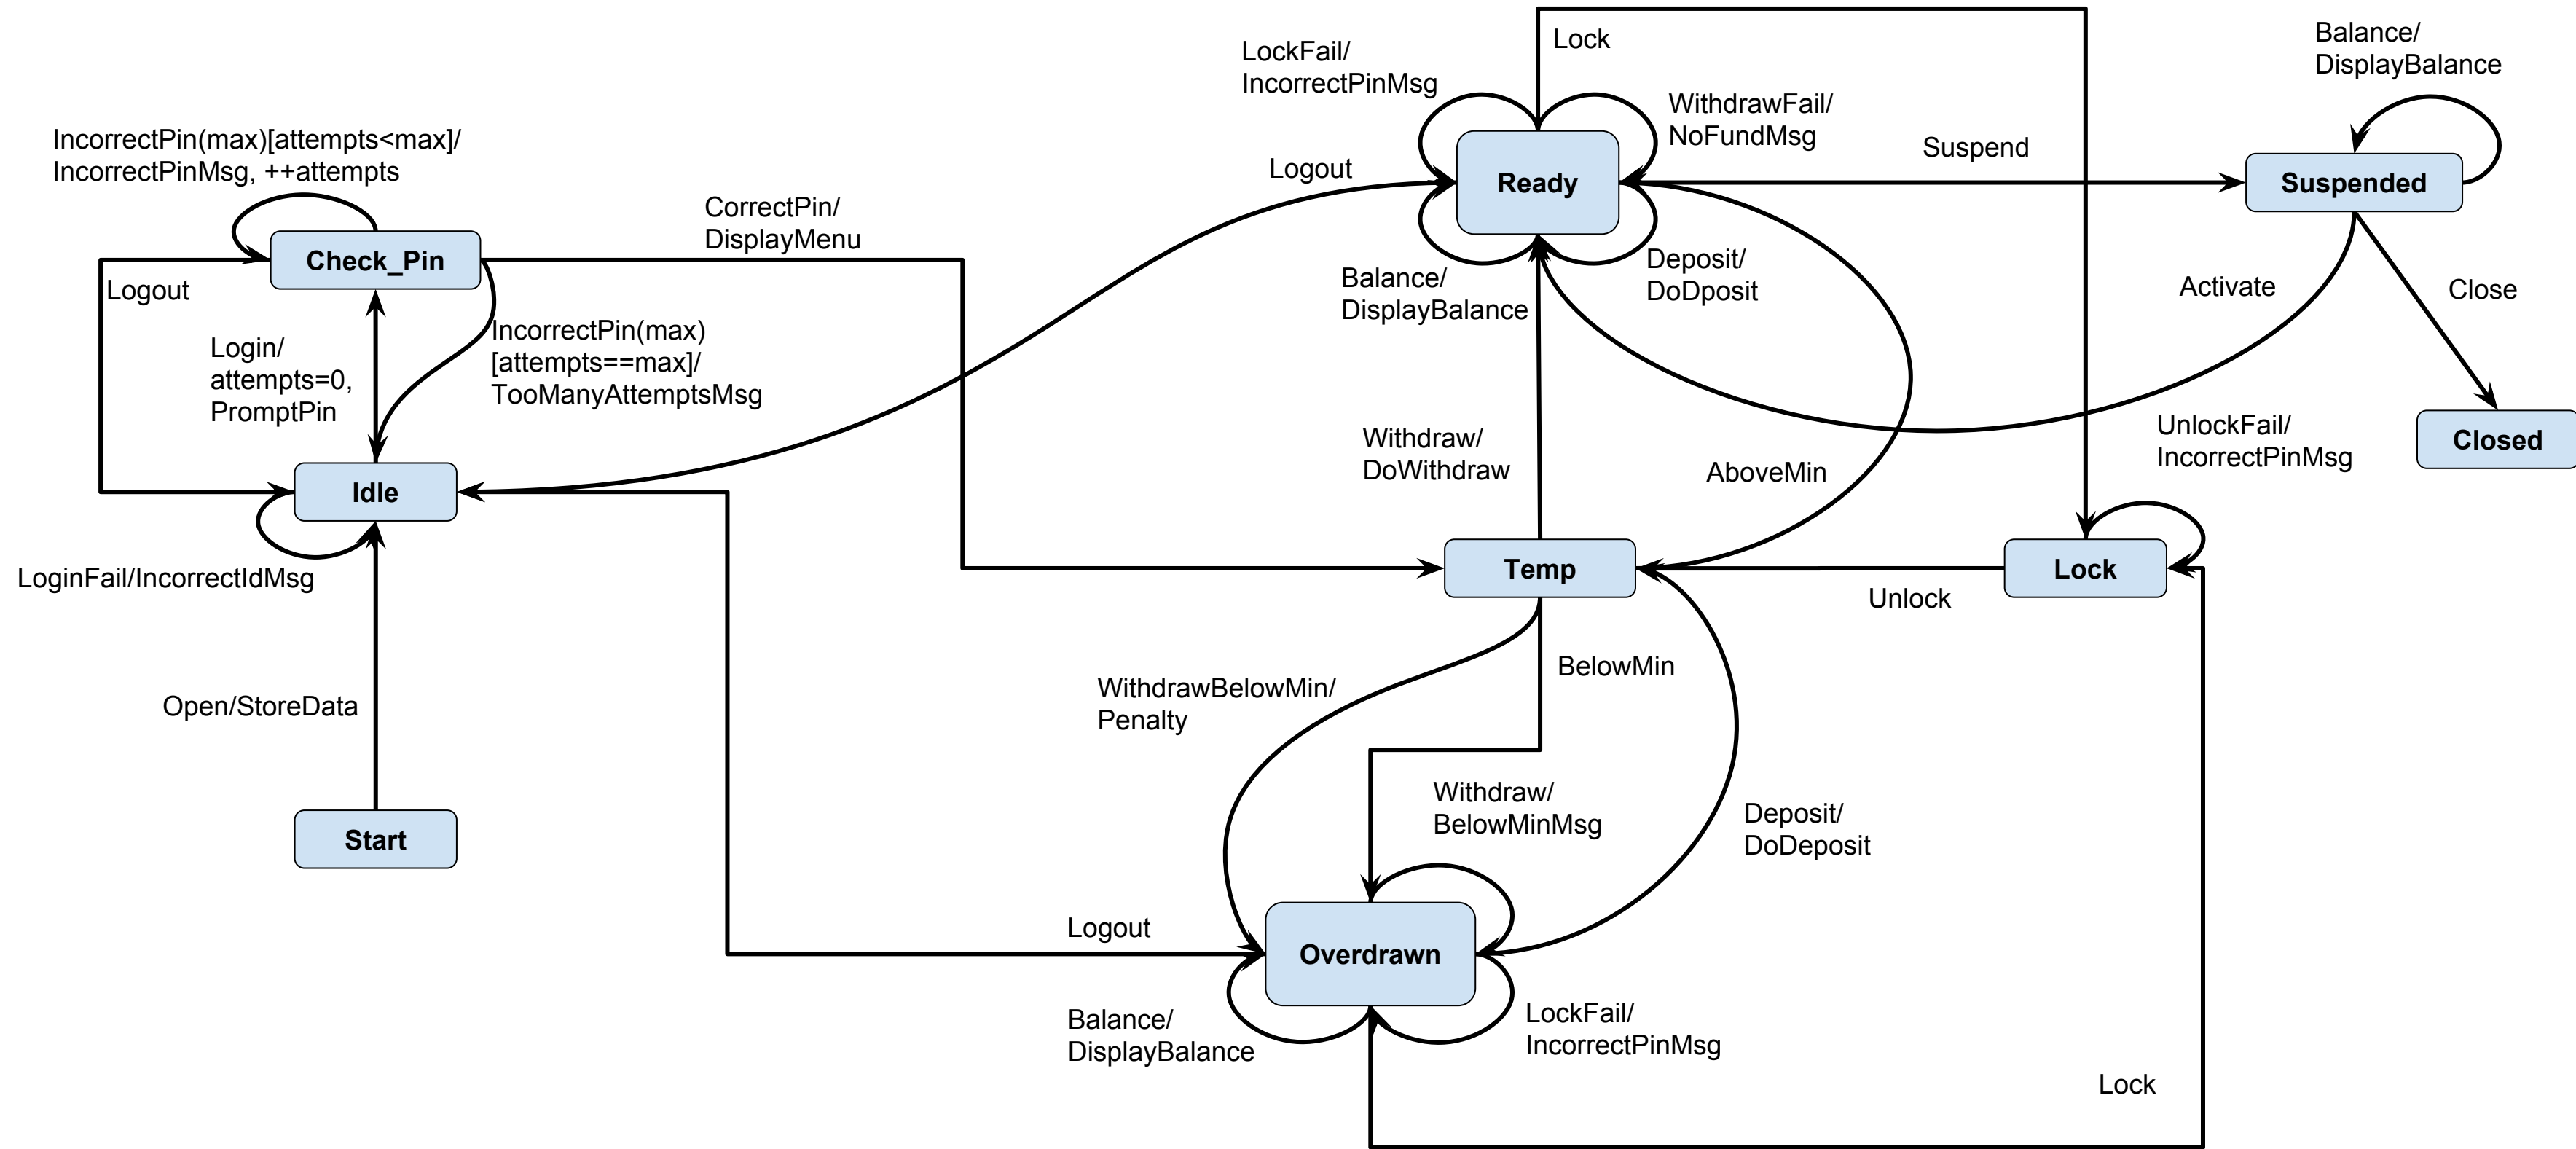 Lock
Balance/
DisplayBalance
LockFail/
IncorrectPinMsg
WithdrawFail/
NoFundMsg
IncorrectPin(max)[attempts<max]/
IncorrectPinMsg, ++attempts
Logout
Suspend
Ready
Suspended
CorrectPin/
DisplayMenu
Check_Pin
Logout
Balance/
DisplayBalance
Deposit/
DoDposit
Activate
Close
Login/
attempts=0,
PromptPin
IncorrectPin(max)
[attempts==max]/
TooManyAttemptsMsg
Withdraw/
DoWithdraw
AboveMin
UnlockFail/
IncorrectPinMsg
Closed
Idle
LoginFail/IncorrectIdMsg
Temp
Lock
Unlock
Open/StoreData
WithdrawBelowMin/
Penalty
BelowMin
Withdraw/
BelowMinMsg
Deposit/
DoDeposit
Start
Logout
Overdrawn
Balance/
DisplayBalance
LockFail/
IncorrectPinMsg
Lock